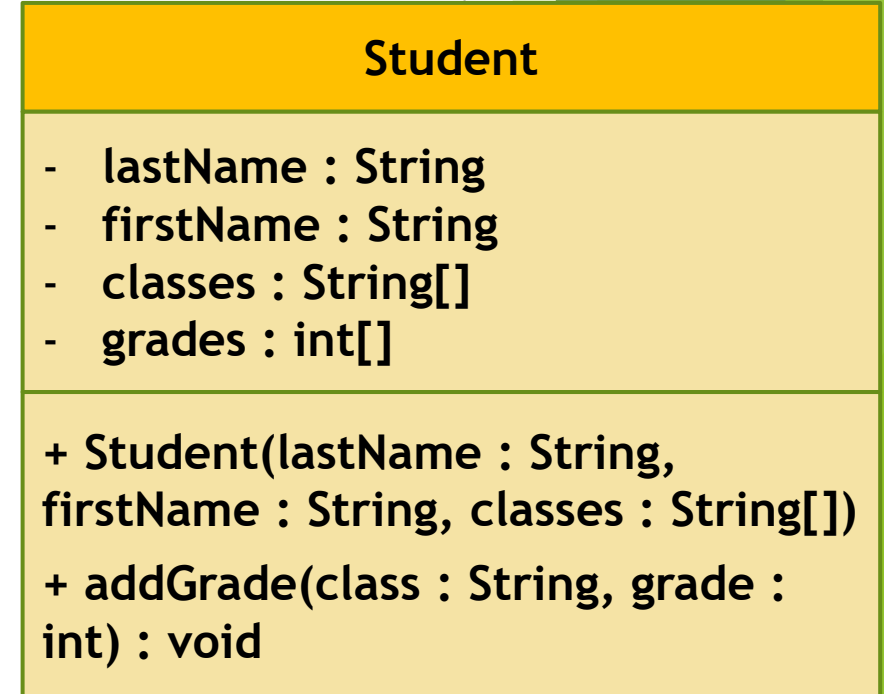 Student
- lastName : String
- firstName : String
- classes : String[]
- grades : int[]
+ Student(lastName : String,
firstName : String, classes : String[])
+ addGrade(class : String, grade :
int) : void